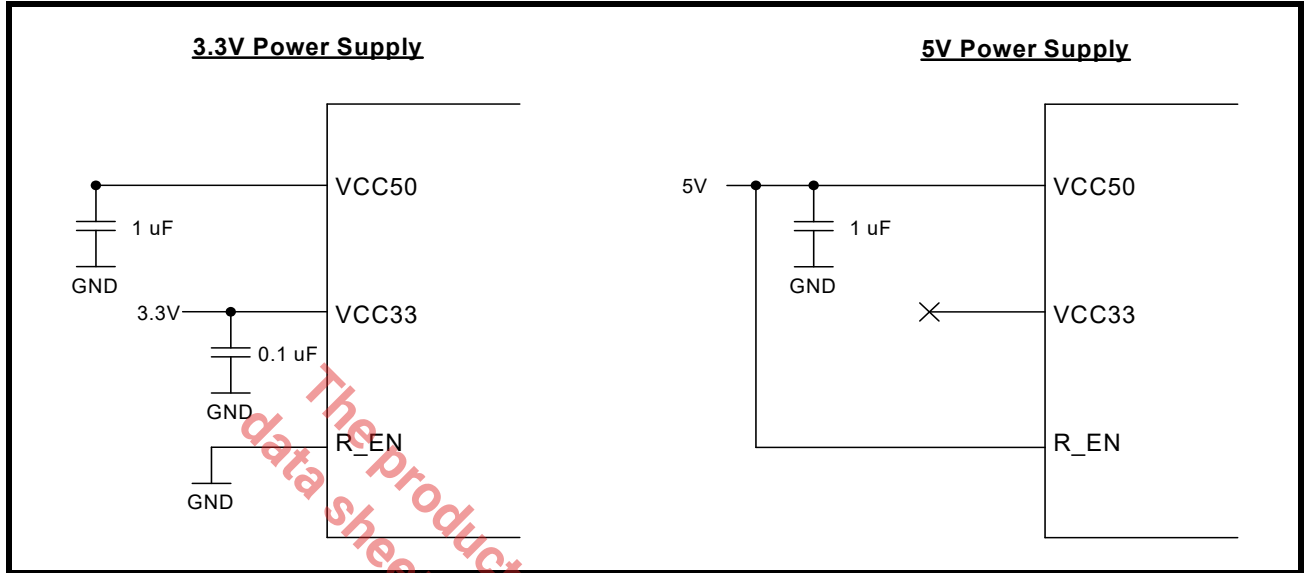 3.3V Power Supply
VCC50
1 uF
GND
3.3V
VCC33
0.1 uF
GND
R_EN
GND
5V Power Supply
5V
VCC50
1 uF
GND
VCC33
R_EN
The product
data shee